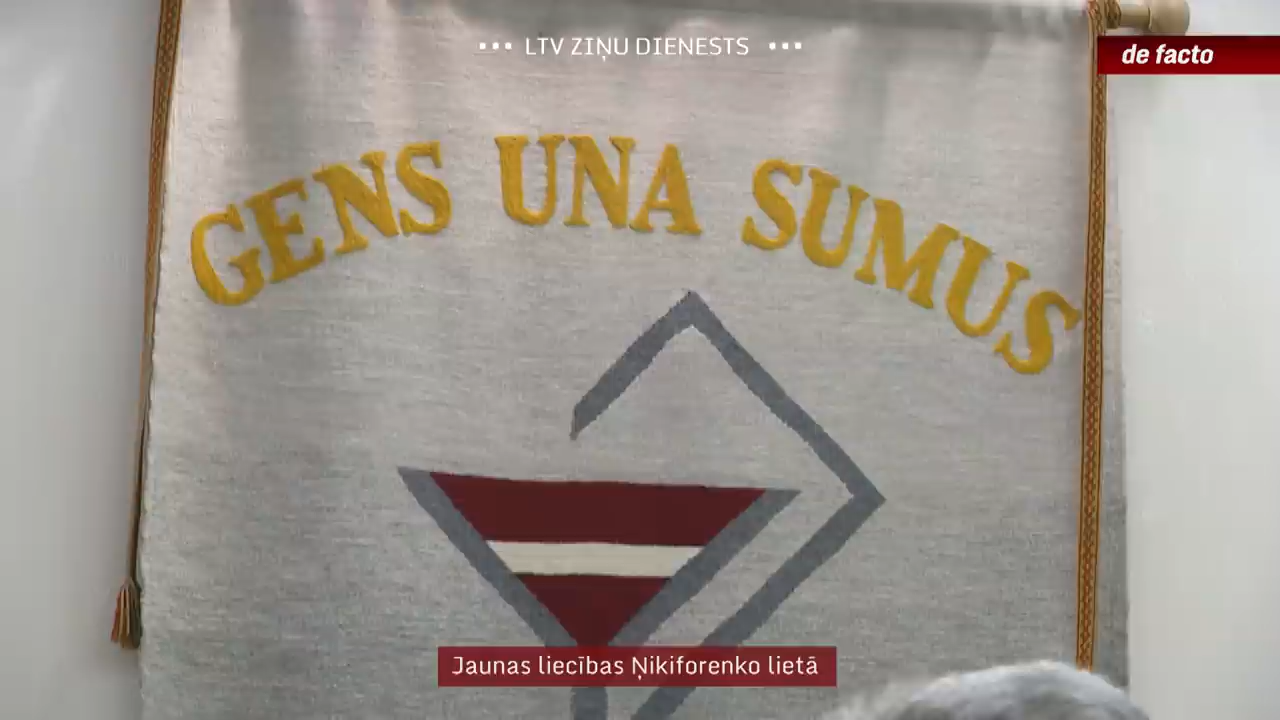 LTV ZIŅU DIENESTS
de facto
GENS UNA SUMUS
Jaunas liecības Ņikiforenko lietā